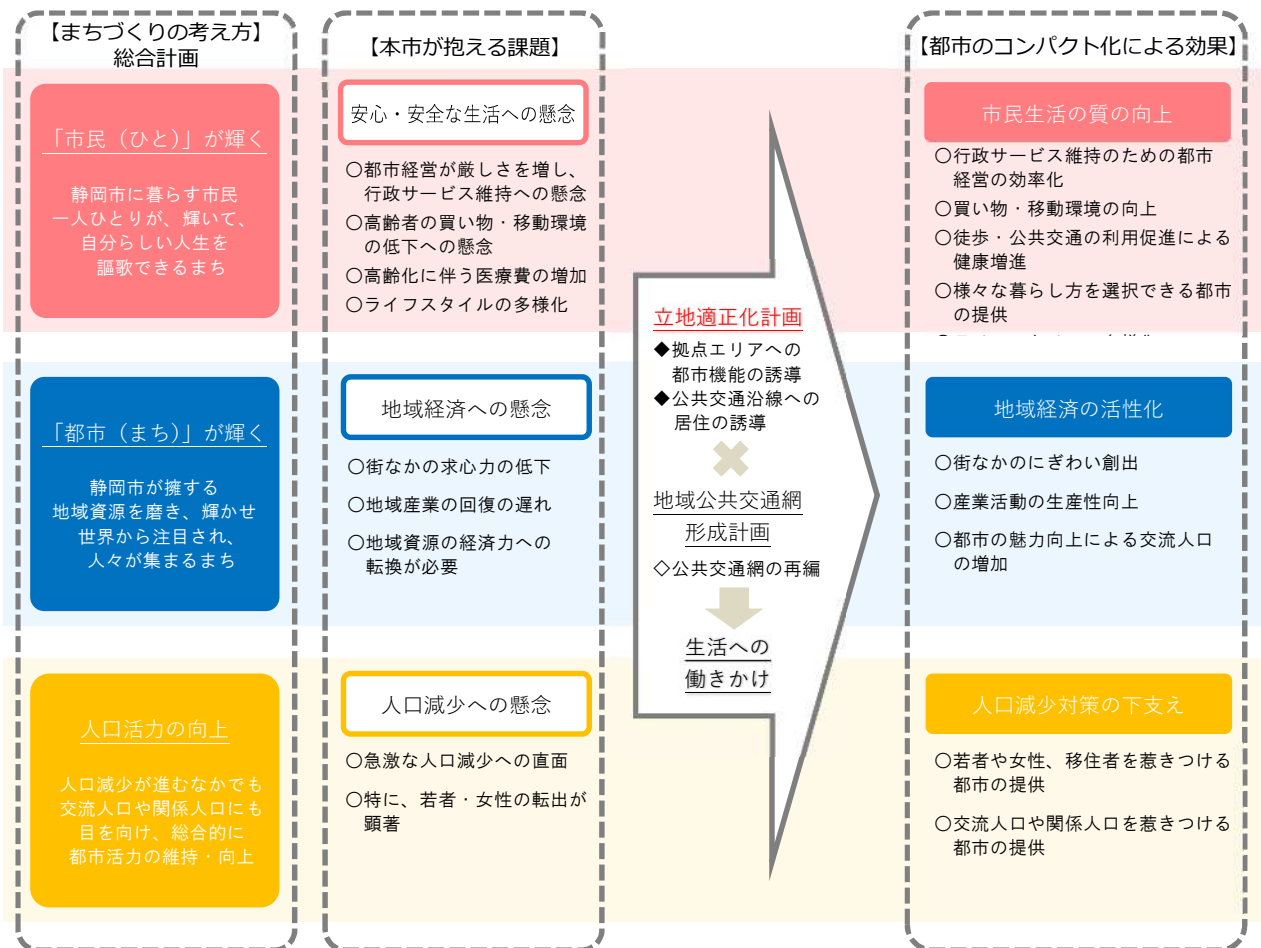 【まちづくりの考え方】
総合計画
「市民（ひと）」が輝く
静岡市に暮らす市民
一人ひとりが、輝いて、
自分らしい人生を
謳歌できるまち
「都市（まち）」が輝く
静岡市が擁する
地域資源を磨き、輝かせ
世界から注目され、
人々が集まるまち
人口活力の向上
人口減少が進むなかでも
交流人口や関係人口にも
目を向け、総合的に
都市活力の維持・向上
【本市が抱える課題】
安心・安全な生活への懸念
○都市経営が厳しさを増し、
行政サービス維持への懸念
○高齢者の買い物・移動環境
の低下への懸念
○高齢化に伴う医療費の増加
○ライフスタイルの多様化
地域経済への懸念
○街なかの求心力の低下
○地域産業の回復の遅れ
○地域資源の経済力への
転換が必要
人口減少への懸念
○急激な人口減少への直面
○特に、若者・女性の転出が
顕著
立地適正化計画
◆拠点エリアへの
都市機能の誘導
◆公共交通沿線への
居住の誘導
地域公共交通網
形成計画
◇公共交通網の再編
生活への
働きかけ
【都市のコンパクト化による効果】
市民生活の質の向上
○行政サービス維持のための都市
経営の効率化
○買い物・移動環境の向上
○徒歩・公共交通の利用促進による
健康増進
○様々な暮らし方を選択できる都市
の提供
地域経済の活性化
○街なかのにぎわい創出
○産業活動の生産性向上
○都市の魅力向上による交流人口
の増加
人口減少対策の下支え
○若者や女性、移住者を惹きつける
都市の提供
○交流人口や関係人口を惹きつける
都市の提供